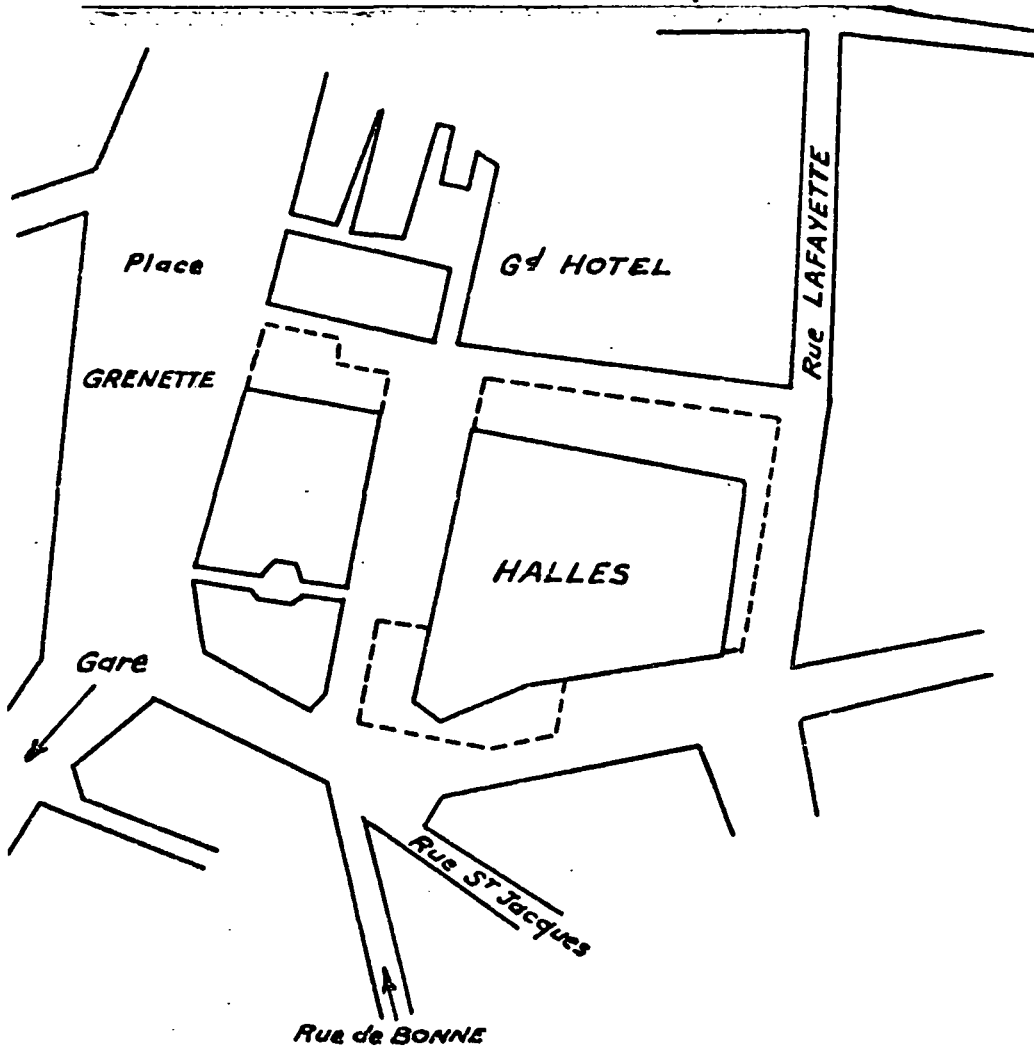 Rue LAFAYETTE
Place
Gd HOTEL
GRENETTE
HALLES
Gare
Rue ST Jacques
Rue de BONNE